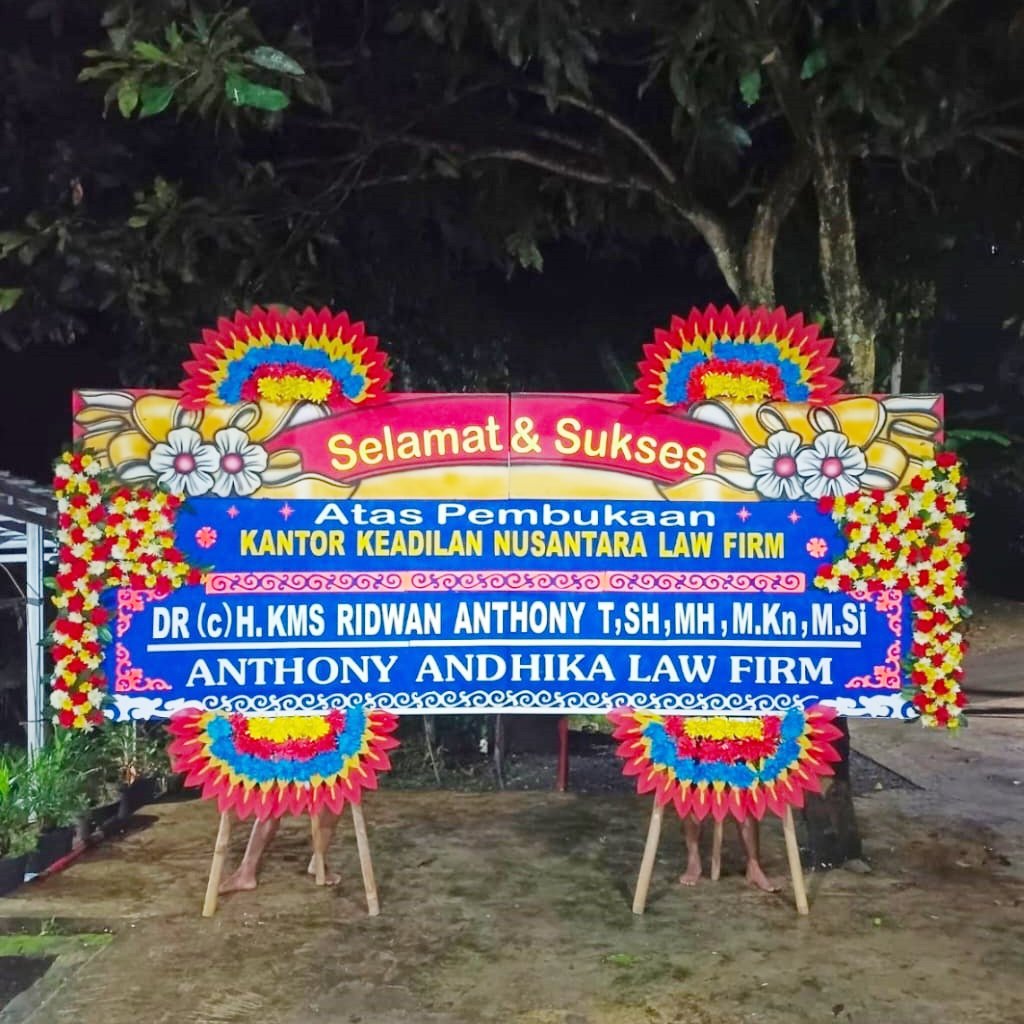 Selamat & Sukses
Atas Pembukaan
KANTOR KEADILAN NUSANTARA LAW FIRM
DR (c) H. KMS RIDWAN ANTHONY T,SH,MH,M.Kn,M.Si
ANTHONY ANDHIKA LAW FIRM